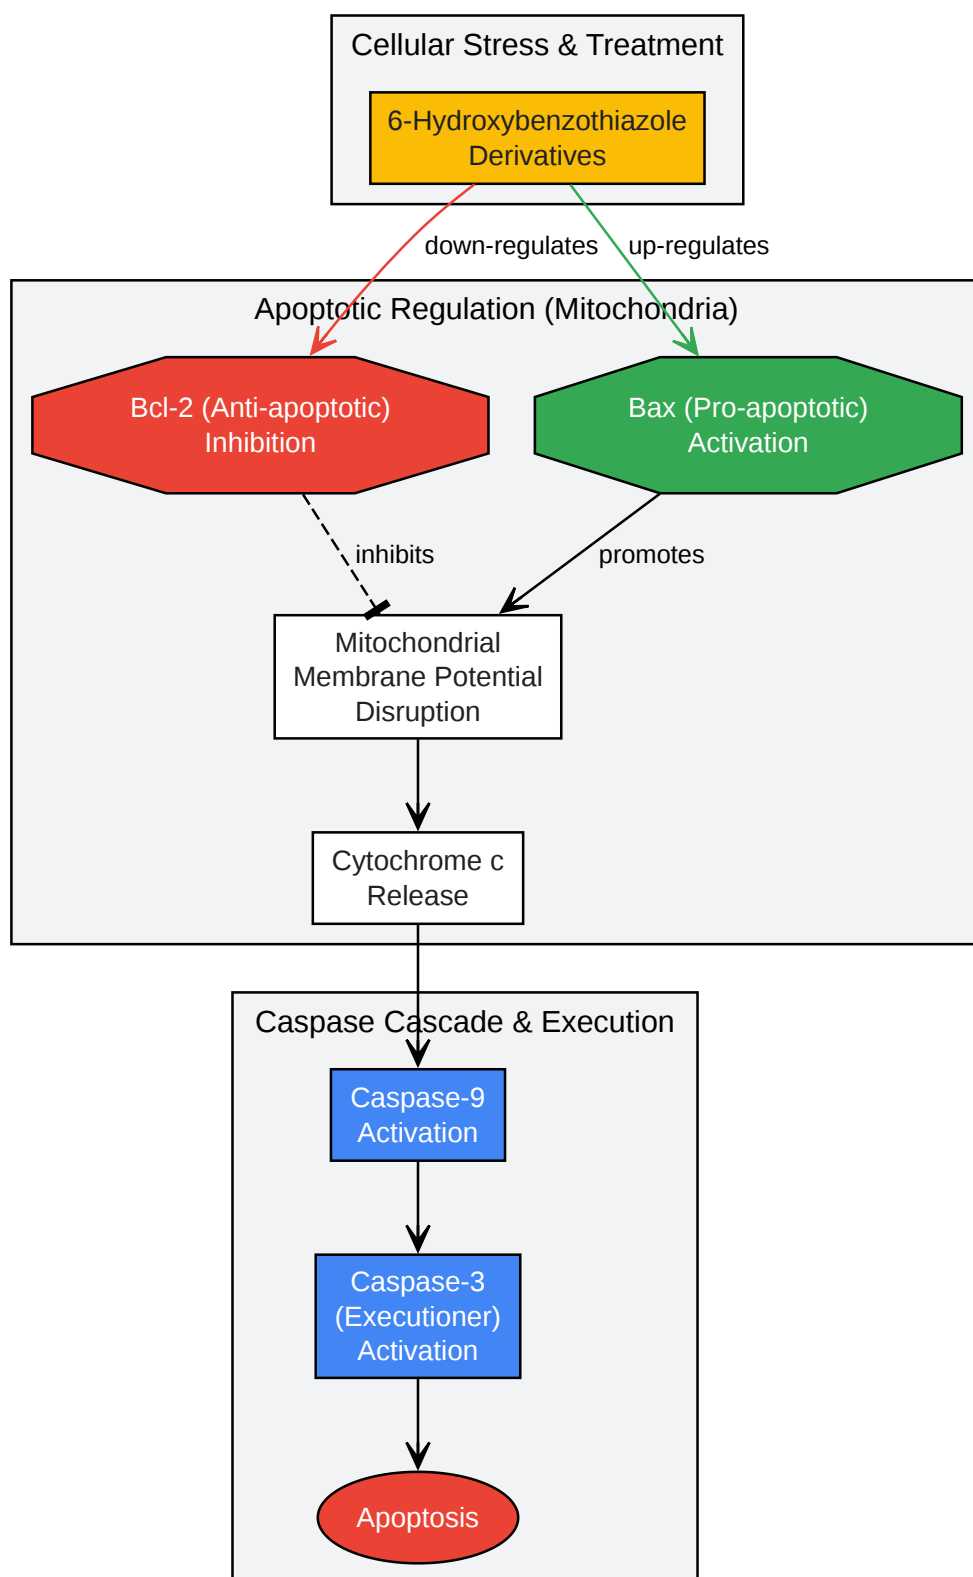 Cellular Stress & Treatment
6-Hydroxybenzothiazole
Derivatives
down-regulates
up-regulates
Apoptotic Regulation (Mitochondria)
Bcl-2 (Anti-apoptotic)
Inhibition
Bax (Pro-apoptotic)
Activation
inhibits
promotes
Mitochondrial
Membrane Potential
Disruption
Cytochrome c
Release
Caspase Cascade & Execution
Caspase-9
Activation
Caspase-3
(Executioner)
Activation
Apoptosis